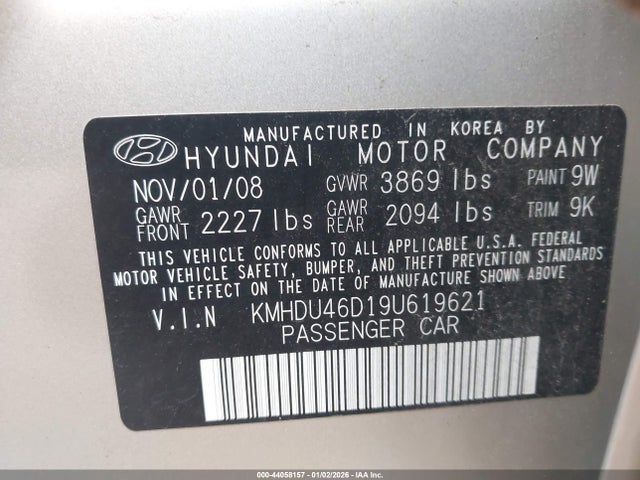 MANUFACTURED IN KOREA BY
HYUNDAI MOTOR COMPANY
NOV/01/08 GVWR 3869 lbs PAINT 9W
GAWR FRONT 2227 lbs GAWR REAR 2094 lbs TRIM 9K
THIS VEHICLE CONFORMS TO ALL APPLICABLE U.S.A. FEDERAL
MOTOR VEHICLE SAFETY, BUMPER, AND THEFT PREVENTION STANDARDS
IN EFFECT ON THE DATE OF MANUFACTURE SHOWN ABOVE
V.I.N KMHDU46D19U619621
PASSENGER CAR
000-44058157 - 01/02/2026 - IAA Inc.